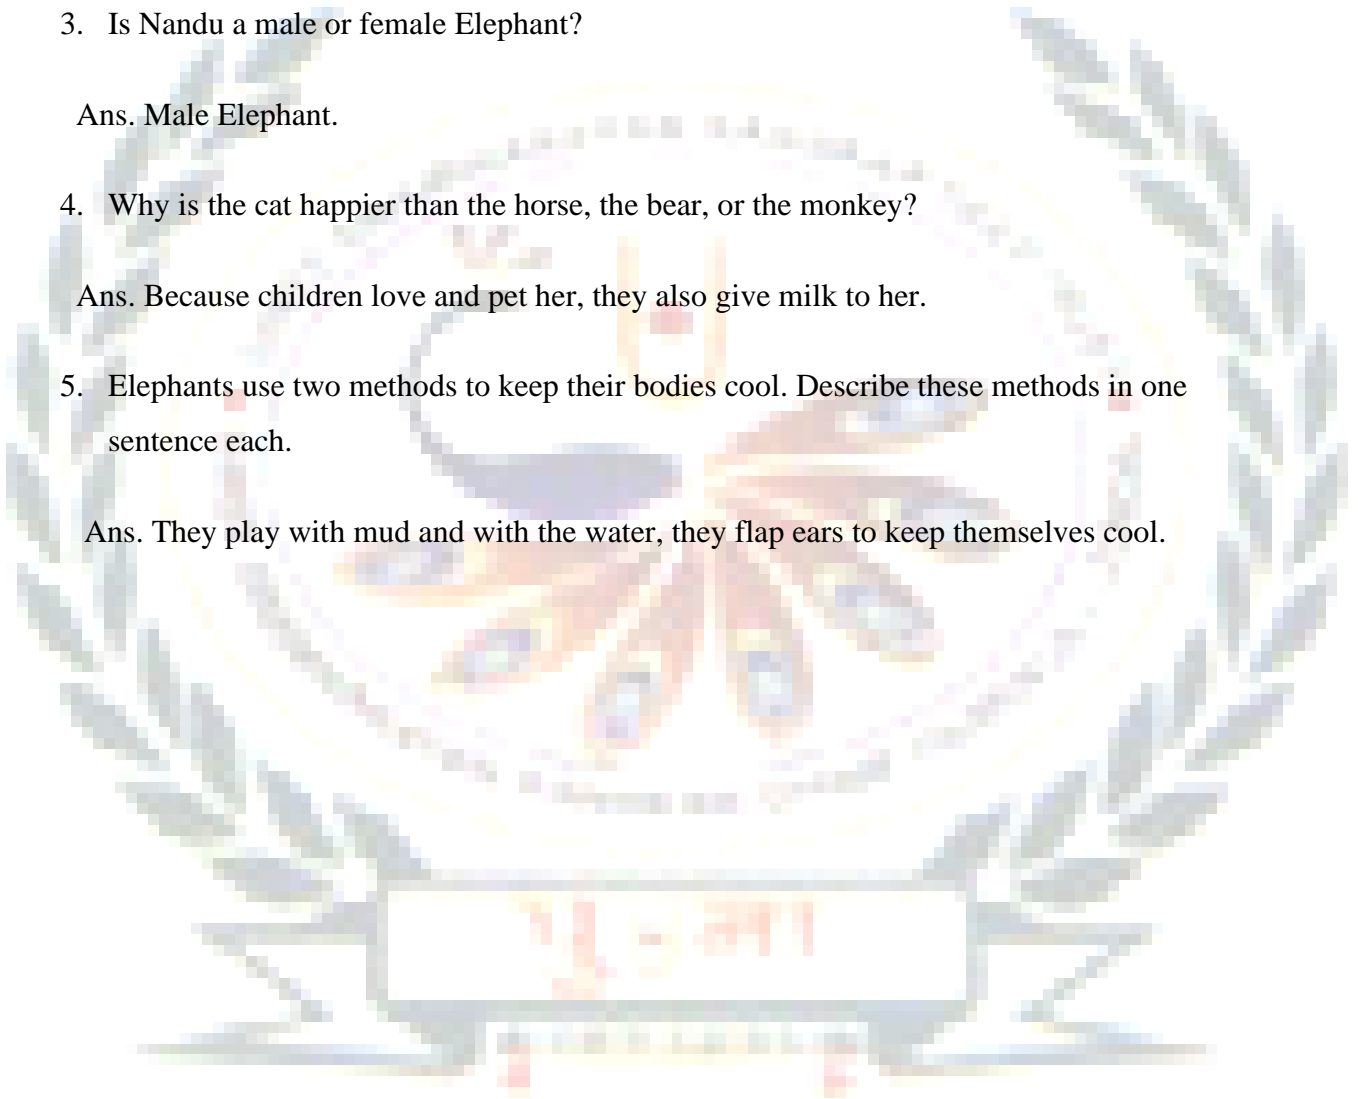 3. Is Nandu a male or female Elephant?
Ans. Male Elephant.
4. Why is the cat happier than the horse, the bear, or the monkey?
Ans. Because children love and pet her, they also give milk to her.
5. Elephants use two methods to keep their bodies cool. Describe these methods in one
sentence each.
Ans. They play with mud and with the water, they flap ears to keep themselves cool.